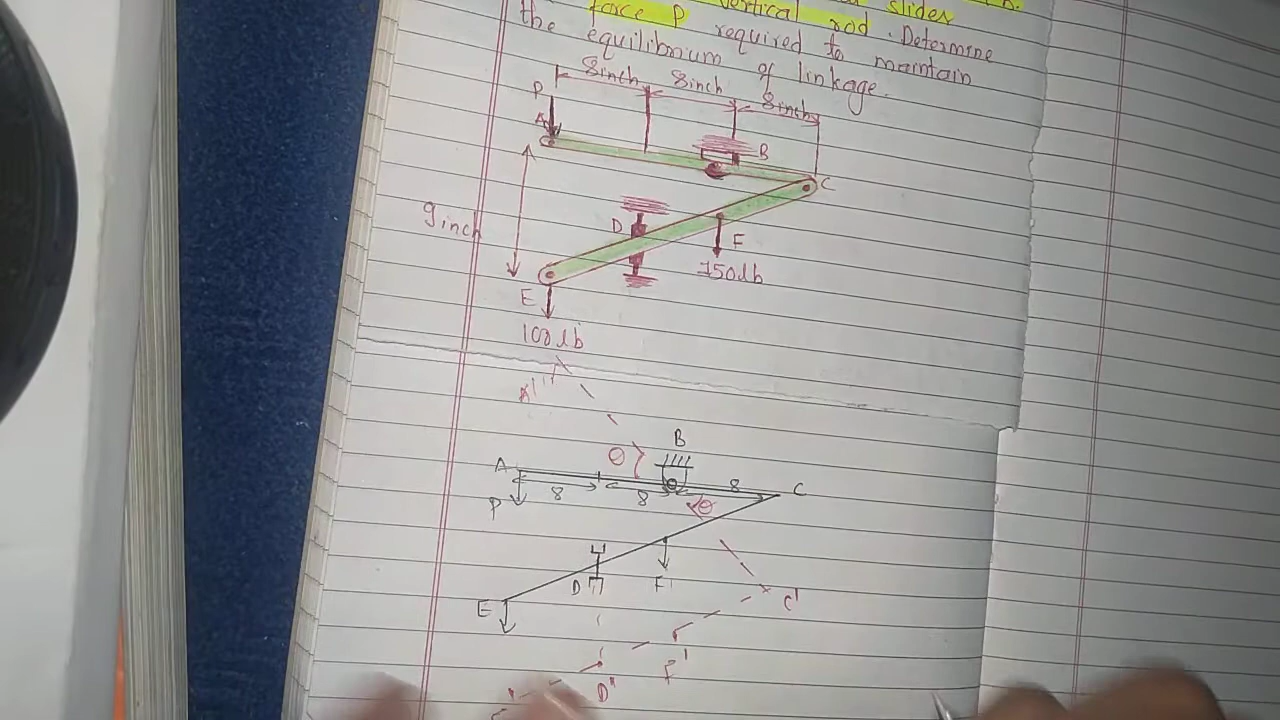 slides
force P vertical rod. Determine
the equilibrium required to maintain
of linkage.
8inch 8inch 8inch
P
A
B
C
9inch
D
F
150lb
E
100lb
A'
B
θ
A
8 8 8
C
P
θ
D
F
E
C'
F'
D''